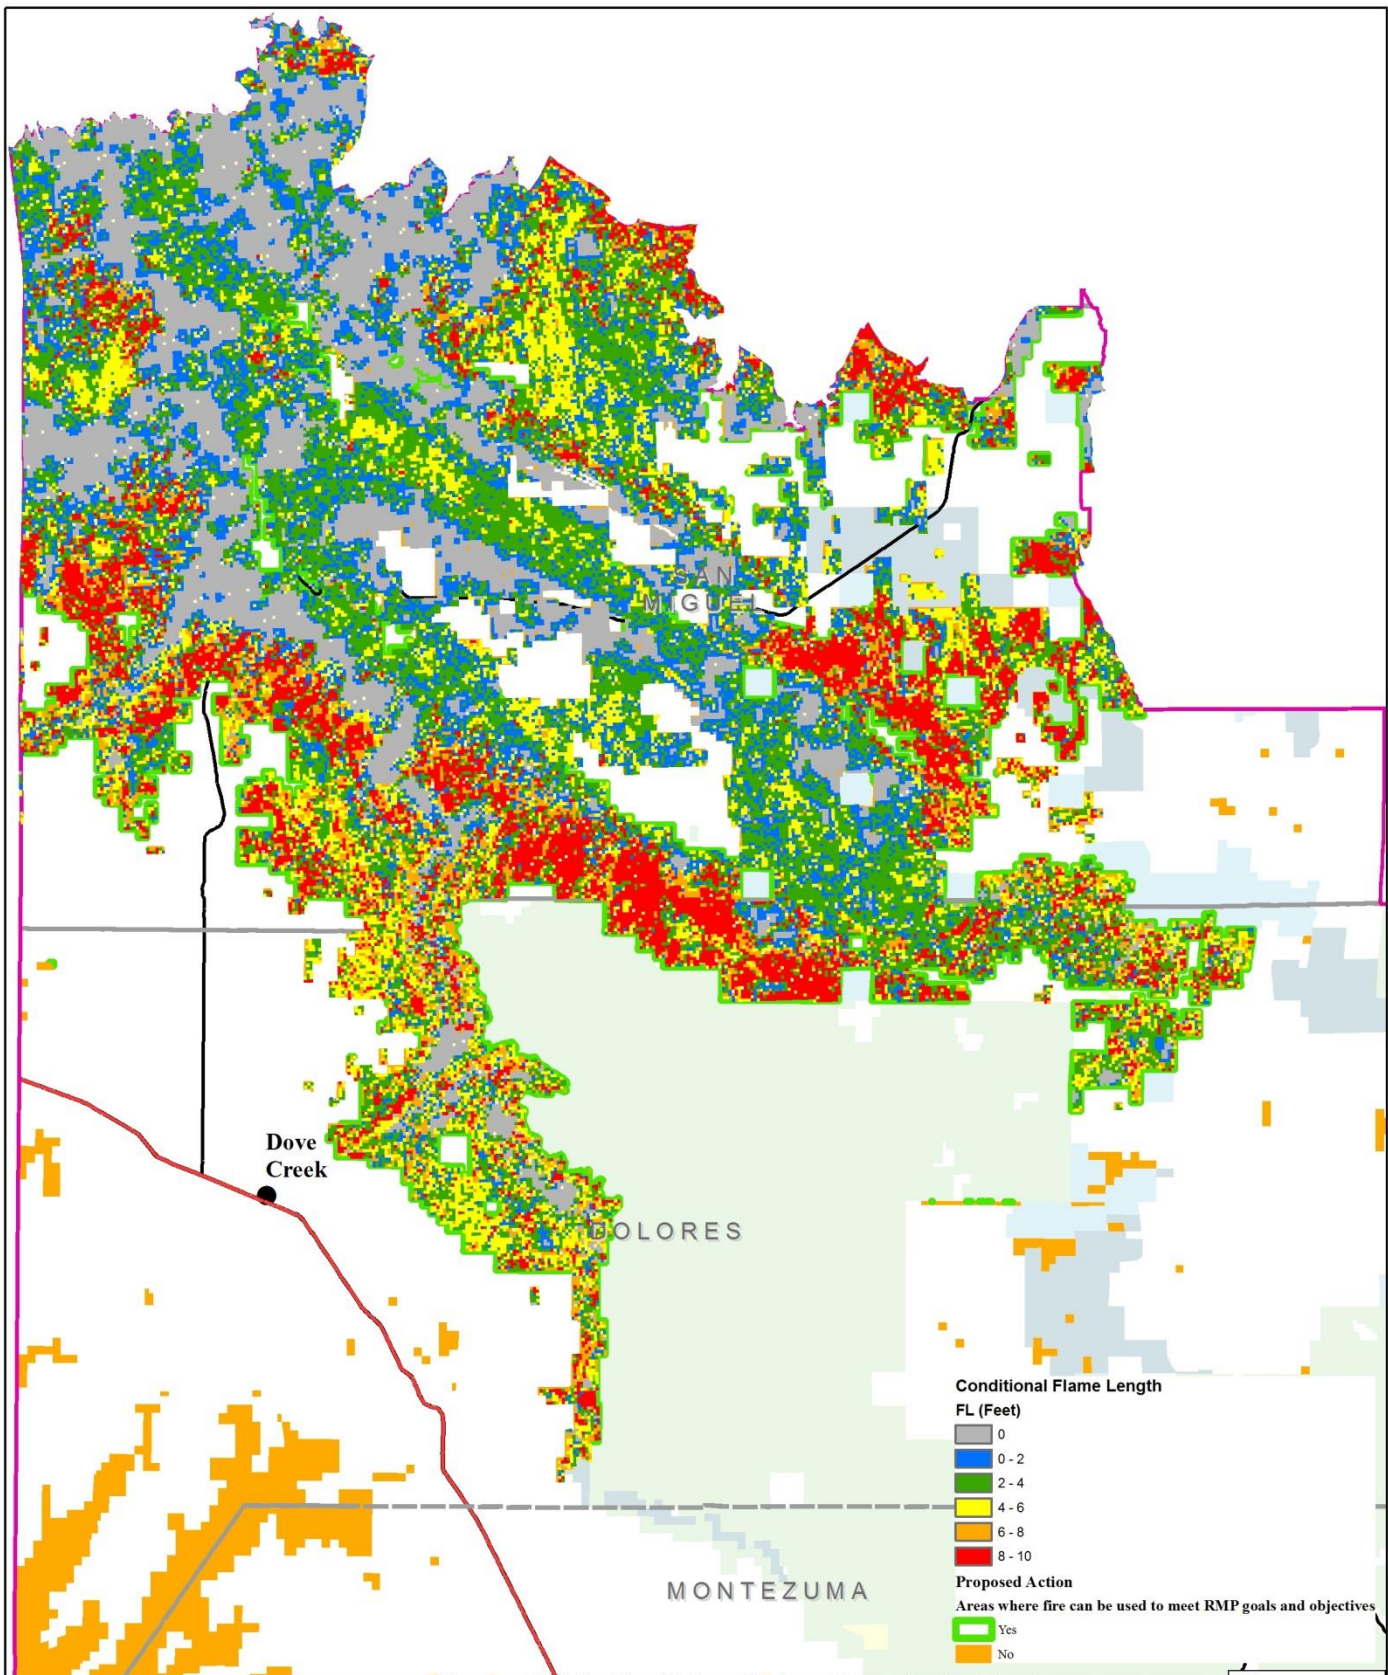 SAN
MIGUEL
Dove
Creek
DOLORES
MONTEZUMA
Conditional Flame Length
FL (Feet)
0
0 - 2
2 - 4
4 - 6
6 - 8
8 - 10
Proposed Action
Areas where fire can be used to meet RMP goals and objectives
Yes
No